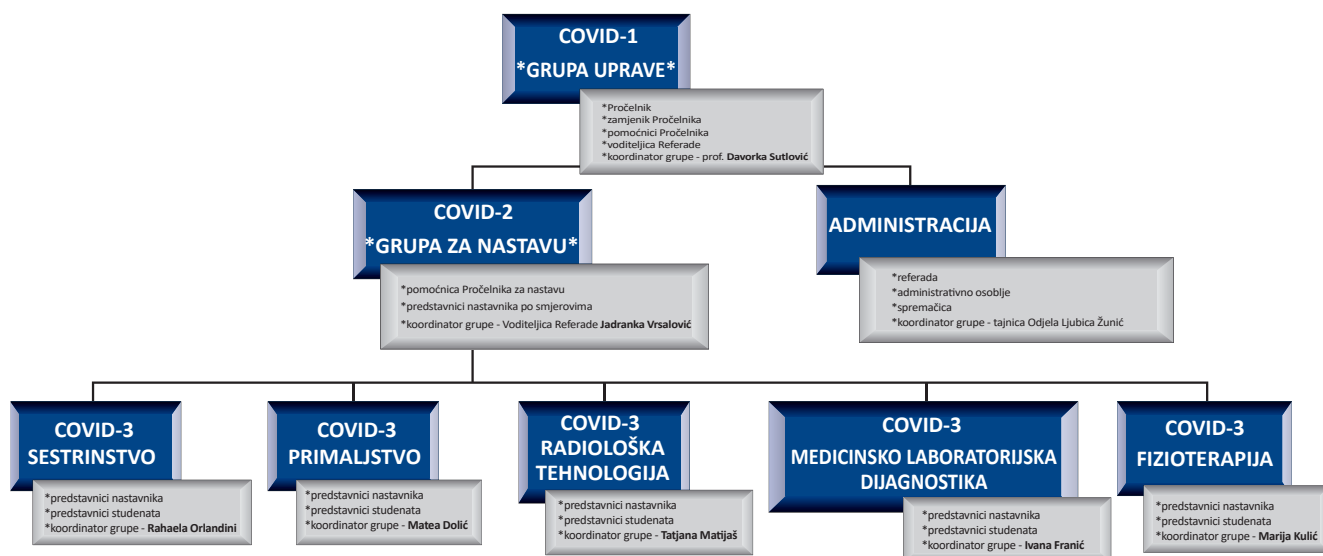 COVID-1
*GRUPA UPRAVE*
*Pročelnik
*zamjenik Pročelnika
*pomoćnici Pročelnika
*voditeljica Referade
*koordinator grupe - prof. Davorka Sutlović
COVID-2
*GRUPA ZA NASTAVU*
*pomoćnica Pročelnika za nastavu
*predstavnici nastavnika po smjerovima
*koordinator grupe - Voditeljica Referade Jadranka Vrsalović
ADMINISTRACIJA
*referada
*administrativno osoblje
*spremačica
*koordinator grupe - tajnica Odjela Ljubica Žunić
COVID-3
SESTRINSTVO
*predstavnici nastavnika
*predstavnici studenata
*koordinator grupe - Rahaela Orlandini
COVID-3
PRIMALJSTVO
*predstavnici nastavnika
*predstavnici studenata
*koordinator grupe - Matea Dolić
COVID-3
RADIOLOŠKA
TEHNOLOGIJA
*predstavnici nastavnika
*predstavnici studenata
*koordinator grupe - Tatjana Matijaš
COVID-3
MEDICINSKO LABORATORIJSKA
DIJAGNOSTIKA
*predstavnici nastavnika
*predstavnici studenata
*koordinator grupe - Ivana Franić
COVID-3
FIZIOTERAPIJA
*predstavnici nastavnika
*predstavnici studenata
*koordinator grupe - Marija Kulić